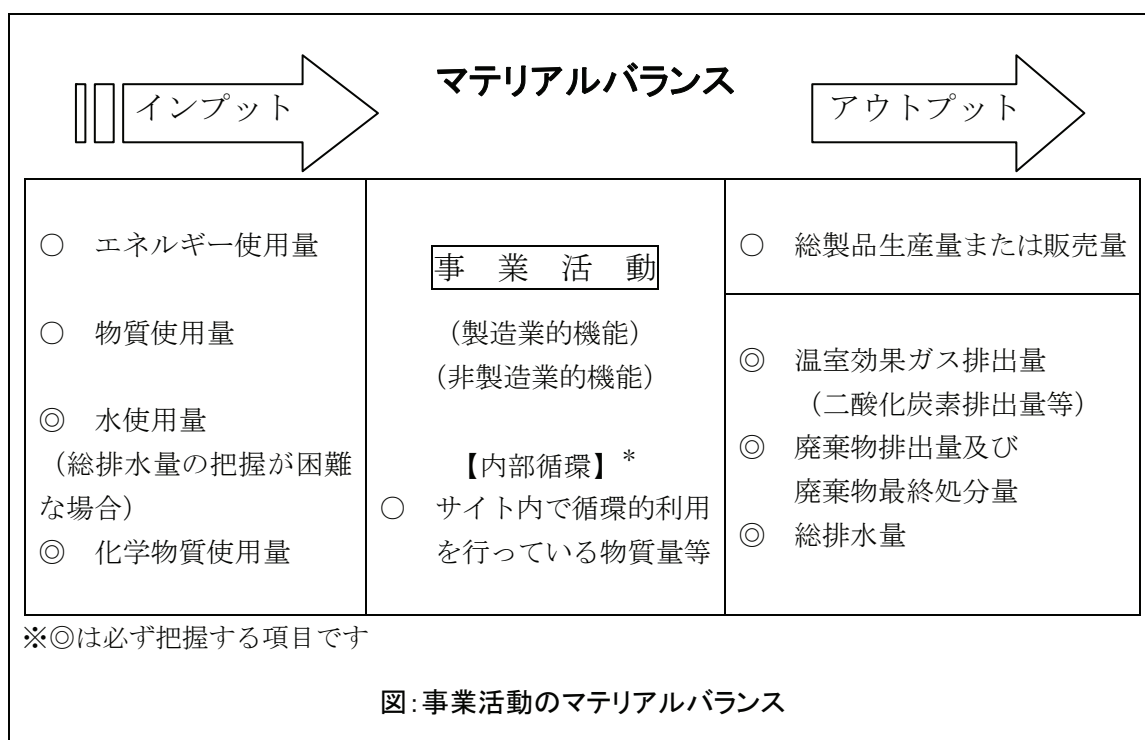 マテリアルバランス
インプット
アウトプット
○　エネルギー使用量
○　物質使用量
◎　水使用量
（総排水量の把握が困難
な場合）
◎　化学物質使用量
事　業　活　動
（製造業的機能）
（非製造業的機能）
【内部循環】*
○　サイト内で循環的利用
を行っている物質量等
○　総製品生産量または販売量
◎　温室効果ガス排出量
（二酸化炭素排出量等）
◎　廃棄物排出量及び
廃棄物最終処分量
◎　総排水量
※◎は必ず把握する項目です
図：事業活動のマテリアルバランス